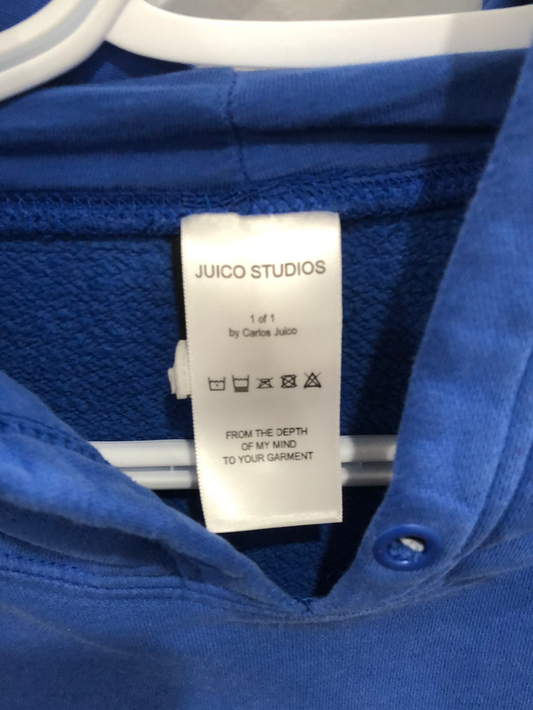 JUICO STUDIOS
1 of 1
by Carlos Juico
FROM THE DEPTH
OF MY MIND
TO YOUR GARMENT